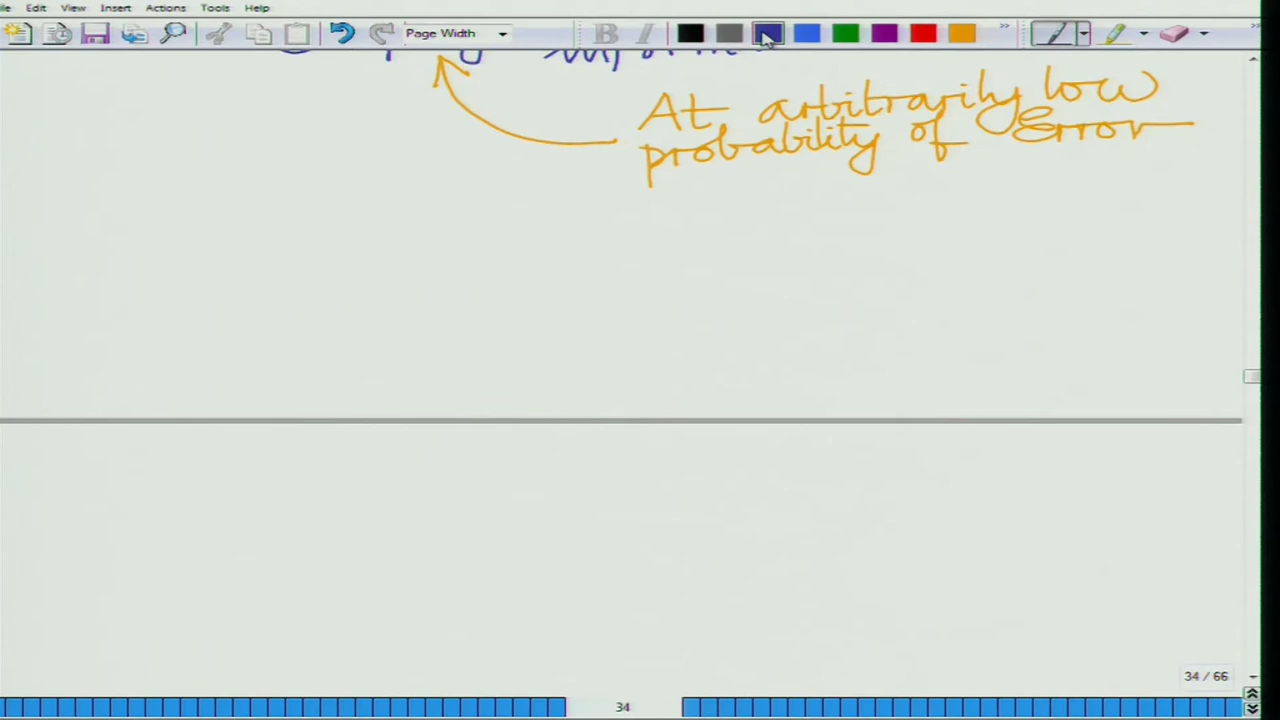 File Edit View Insert Actions Tools Help
Page Width
B I
At arbitrarily low
probability of Error
34 / 66
34